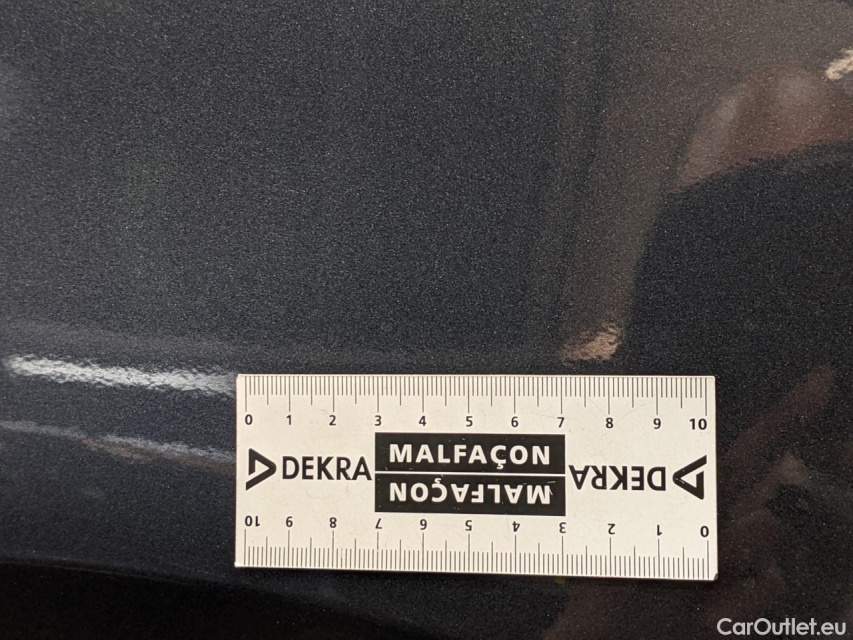 0 1 2 3 4 5 6 7 8 9 10
DEKRA MALFAÇON DEKRA
MALFAÇON
10 9 8 7 6 5 4 3 2 1 0
CarOutlet.eu